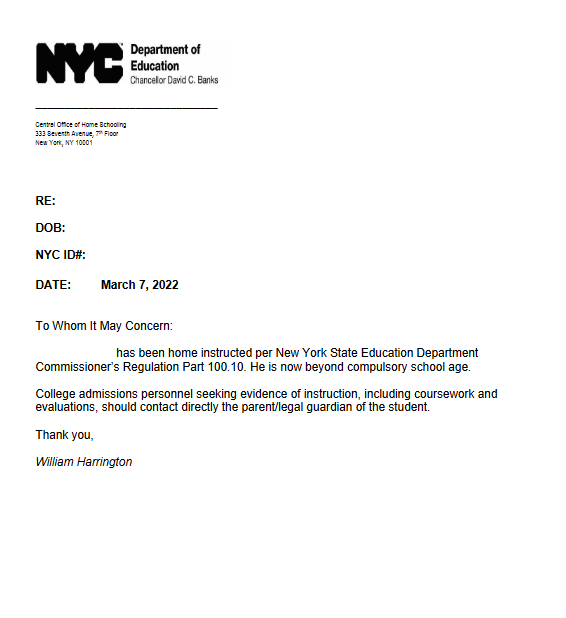 NYC Department of
Education
Chancellor David C. Banks
Central Office of Home Schooling
333 Seventh Avenue, 7th Floor
New York, NY 10001
RE:
DOB:
NYC ID#:
DATE: March 7, 2022
To Whom It May Concern:
has been home instructed per New York State Education Department
Commissioner's Regulation Part 100.10. He is now beyond compulsory school age.
College admissions personnel seeking evidence of instruction, including coursework and
evaluations, should contact directly the parent/legal guardian of the student.
Thank you,
William Harrington